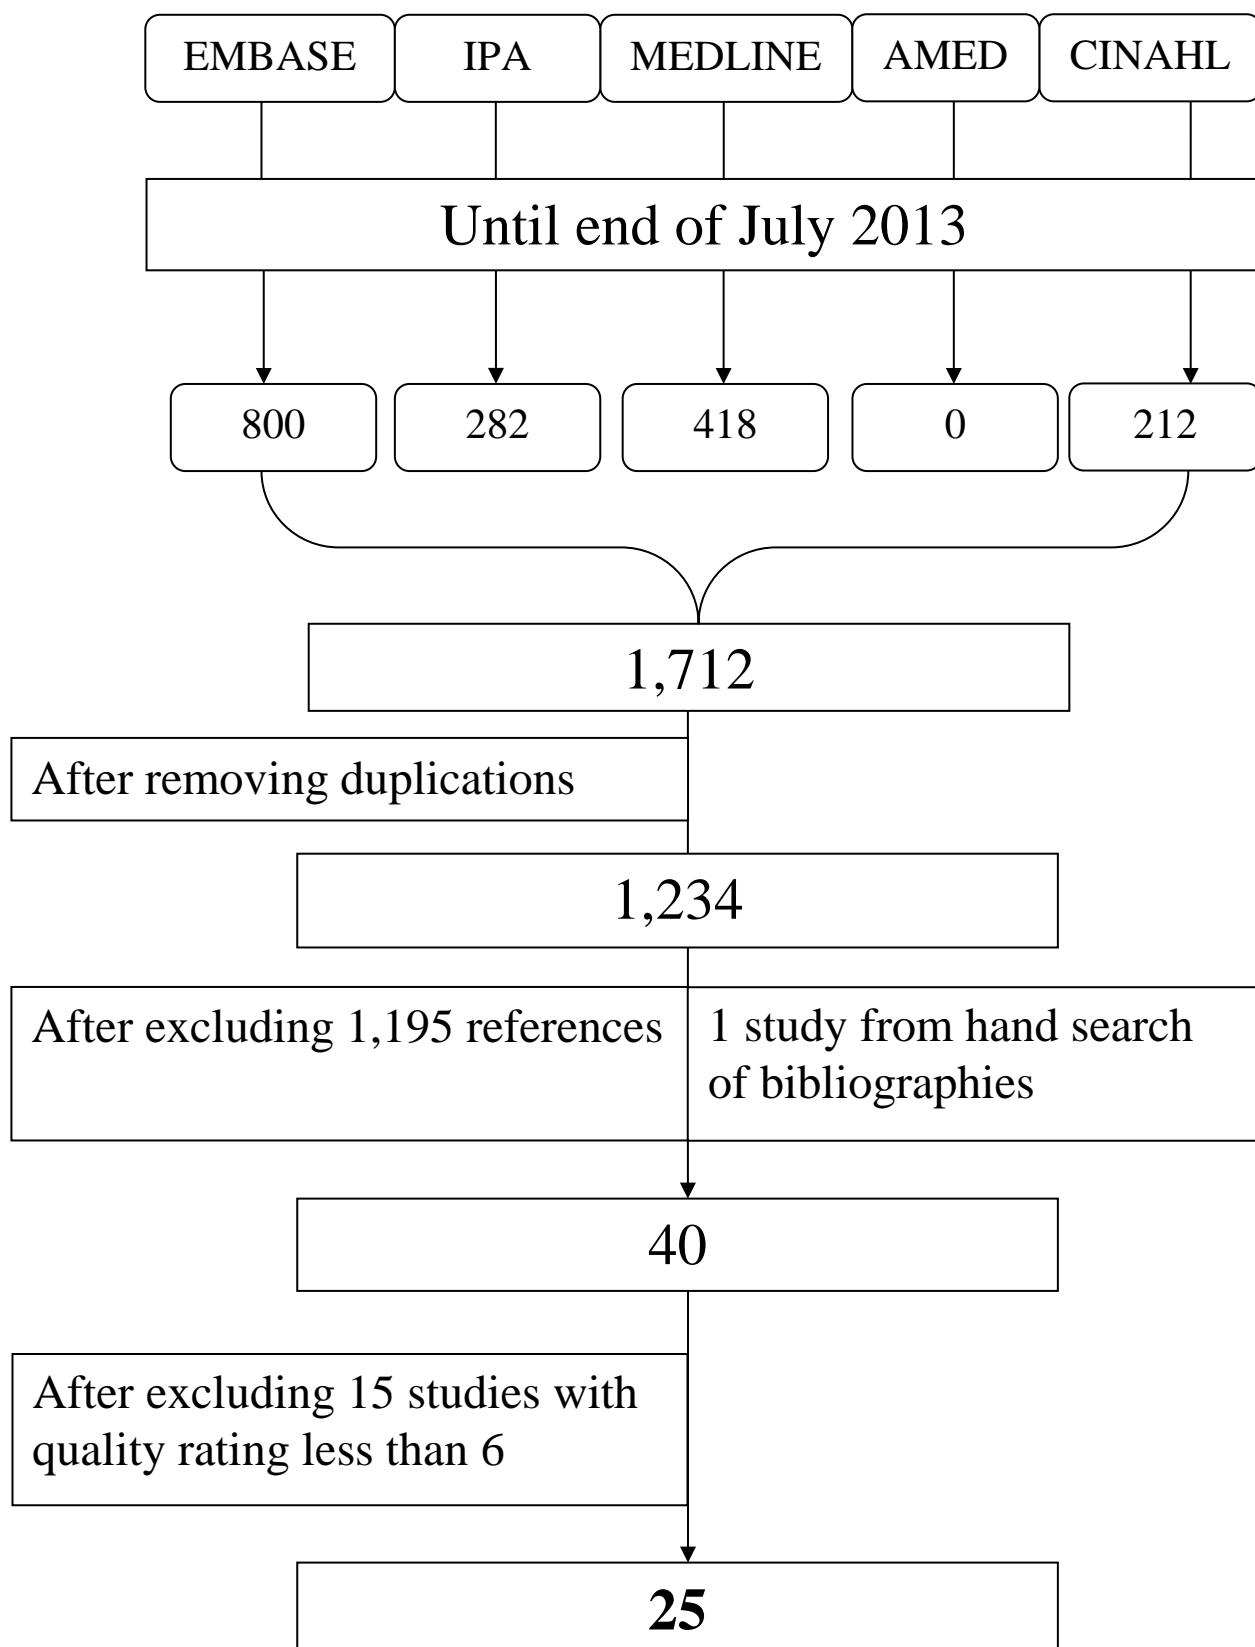 EMBASE IPA MEDLINE AMED CINAHL
Until end of July 2013
800 282 418 0 212
1,712
After removing duplications
1,234
After excluding 1,195 references
1 study from hand search
of bibliographies
40
After excluding 15 studies with
quality rating less than 6
25